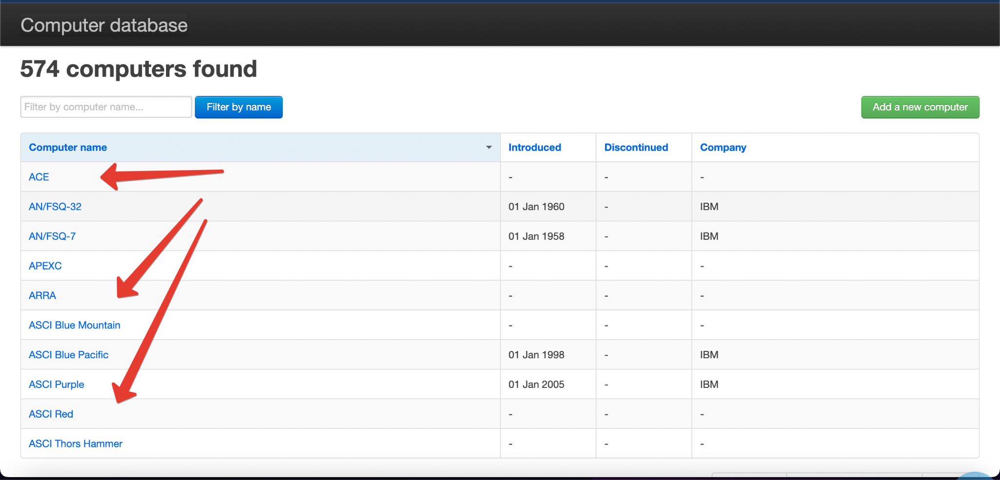 Computer database
574 computers found
Filter by computer name... Filter by name Add a new computer
Computer name Introduced Discontinued Company
ACE - - -
AN/FSQ-32 01 Jan 1960 - IBM
AN/FSQ-7 01 Jan 1958 - IBM
APEXC - - -
ARRA - - -
ASCI Blue Mountain - - -
ASCI Blue Pacific 01 Jan 1998 - IBM
ASCI Purple 01 Jan 2005 - IBM
ASCI Red - - -
ASCI Thors Hammer - - -